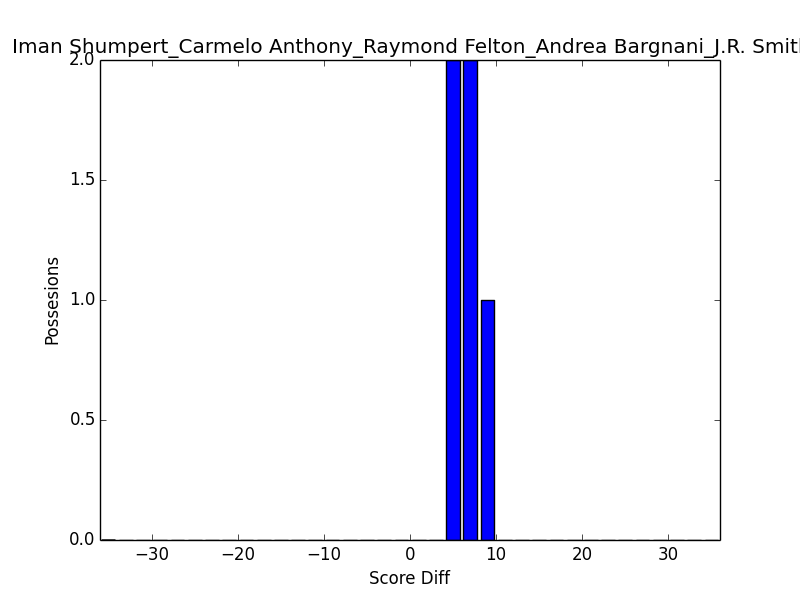 Iman Shumpert_Carmelo Anthony_Raymond Felton_Andrea Bargnani_J.R. Smit
2.0
1.5
1.0
0.5
0.0
Possesions
−30 −20 −10 0 10 20 30
Score Diff